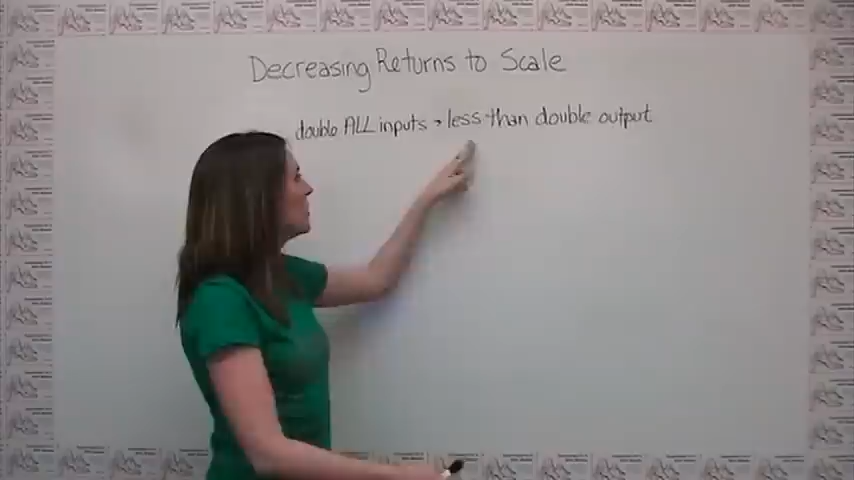 Decreasing Returns to Scale
double ALL inputs → less than double output